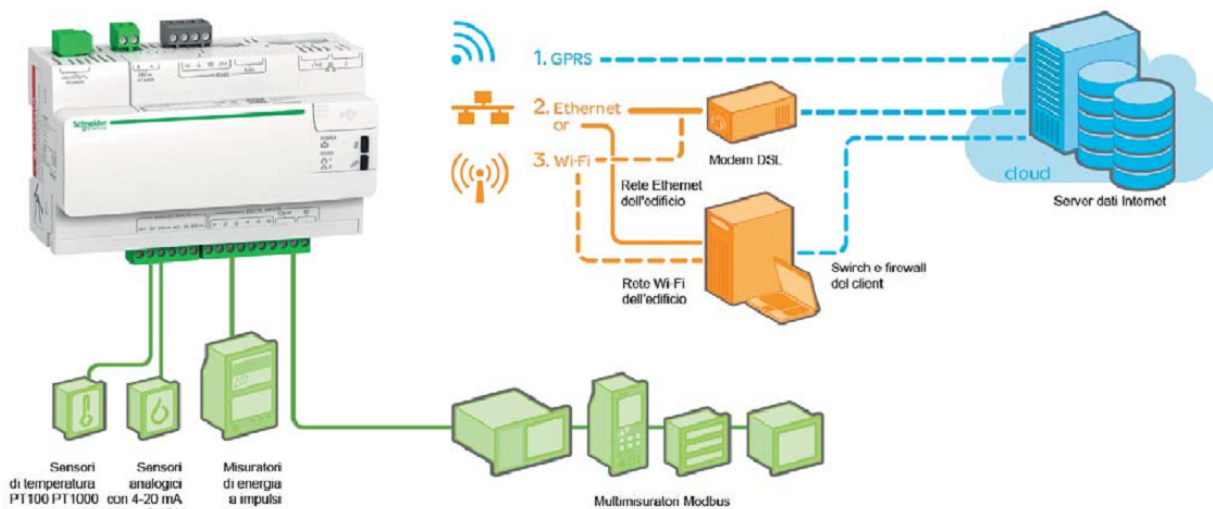 Schneider
POWER
1. GPRS
2. Ethernet
or
3. Wi-Fi
Modem DSL
Rete Ethernet
dell'edificio
Rete Wi-Fi
dell'edificio
Swirch e firewall
del client
cloud
Server dati Internet
Sensori
di temperatura
PT100 PT1000
Sensori
analogici
con 4-20 mA
Misuratori
di energia
a impulsi
Multimisuratori Modbus